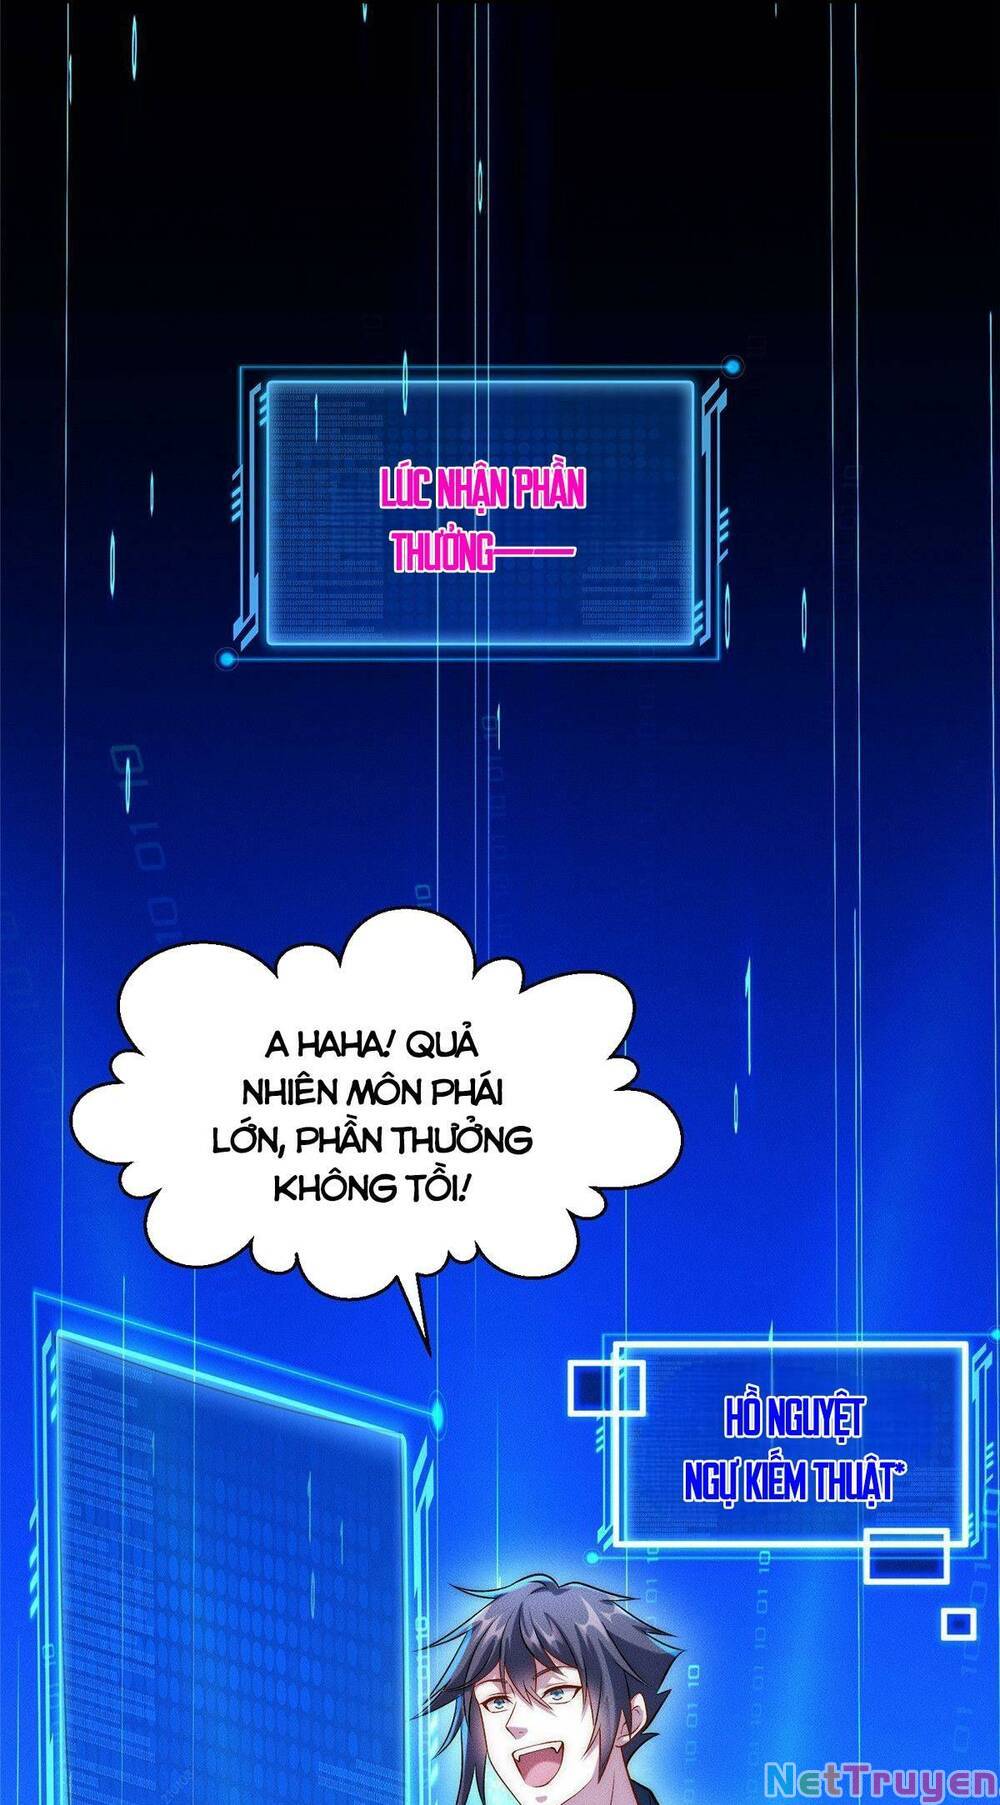 LÚC NHẬN PHẦN
THƯỞNG——
A HAHA! QUẢ
NHIÊN MÔN PHÁI
LỚN, PHẦN THƯỞNG
KHÔNG TỒI!
HỒ NGUYỆT
NGỰ KIẾM THUẬT*
NetTruyen